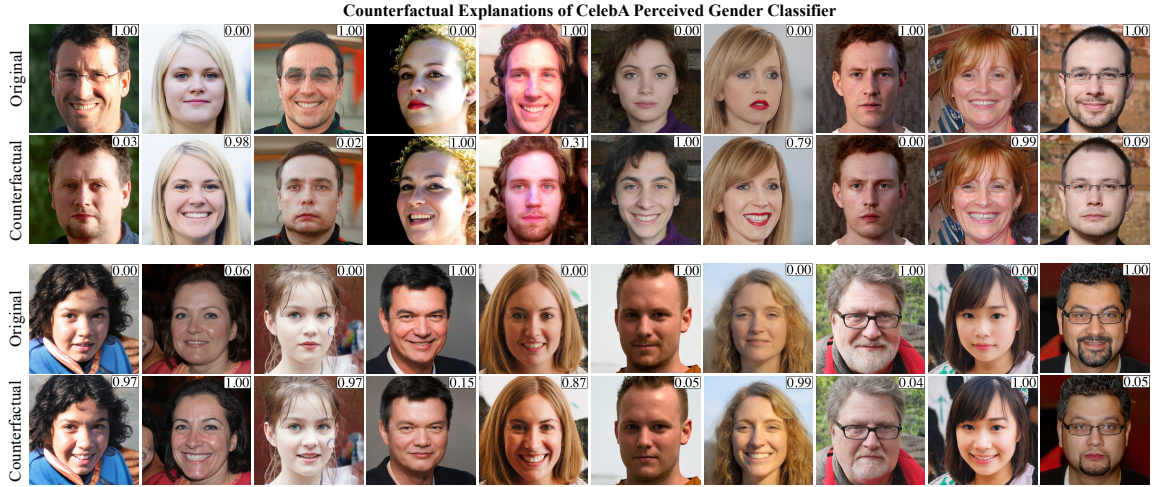 Counterfactual Explanations of CelebA Perceived Gender Classifier
Original
1.00 0.00 1.00 0.00 1.00 0.00 0.00 1.00 0.11 1.00
Counterfactual
0.03 0.98 0.02 1.00 0.31 1.00 0.79 0.00 0.99 0.09
Original
0.00 0.06 0.00 1.00 0.00 1.00 0.00 1.00 0.00 1.00
Counterfactual
0.97 1.00 0.97 0.15 0.87 0.05 0.99 0.04 1.00 0.05